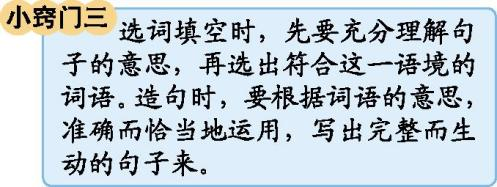 小窍门三
选词填空时，先要充分理解句
子的意思，再选出符合这一语境的
词语。造句时，要根据词语的意思，
准确而恰当地运用，写出完整而生
动的句子来。